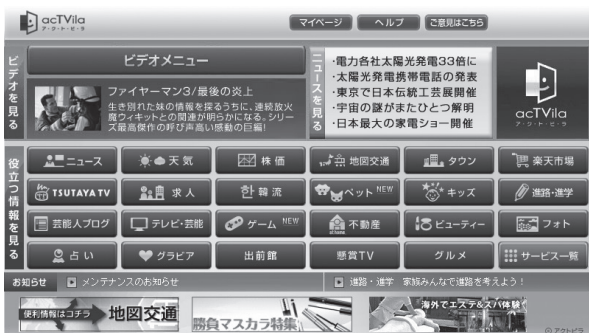 acTVila
ア・ク・ト・ビ・ラ
マイページ
ヘルプ
ご意見はこちら
ビデオを見る
ビデオメニュー
ファイヤーマン3/最後の炎上
生き別れた妹の情報を探るうちに、連続放火
魔ウィキットとの関連が明らかになる。シリー
ズ最高傑作の呼び声高い感動の巨編!
ニュースを見る
・電力各社太陽光発電33倍に
・太陽光発電携帯電話の発表
・東京で日本伝統工芸展開催
・宇宙の謎がまたひとつ解明
・日本最大の家電ショー開催
acTVila
ア・ク・ト・ビ・ラ
役立つ情報を見る
ニュース
天気
株価
地図交通
タウン
楽天市場
TSUTAYA TV
求人
한 韓流
ペット NEW
キッズ
進路・進学
芸能人ブログ
テレビ・芸能
ゲーム NEW
at home 不動産
ビューティー
フォト
占い
グラビア
出前館
懸賞TV
グルメ
サービス一覧
お知らせ
メンテナンスのお知らせ
進路・進学 家族みんなで進路を考えよう!
便利情報はコチラ
地図交通
勝負マスカラ特集
海外でエステ&スパ体験
アクトビラ